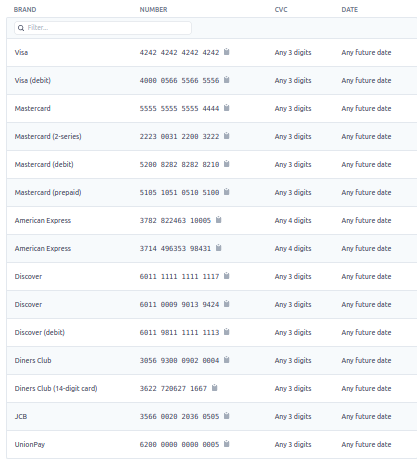 BRAND NUMBER CVC DATE
Filter...
Visa 4242 4242 4242 4242 Any 3 digits Any future date
Visa (debit) 4000 0566 5566 5556 Any 3 digits Any future date
Mastercard 5555 5555 5555 4444 Any 3 digits Any future date
Mastercard (2-series) 2223 0031 2200 3222 Any 3 digits Any future date
Mastercard (debit) 5200 8282 8282 8210 Any 3 digits Any future date
Mastercard (prepaid) 5105 1051 0510 5100 Any 3 digits Any future date
American Express 3782 822463 10005 Any 4 digits Any future date
American Express 3714 496353 98431 Any 4 digits Any future date
Discover 6011 1111 1111 1117 Any 3 digits Any future date
Discover 6011 0009 9013 9424 Any 3 digits Any future date
Discover (debit) 6011 9811 1111 1113 Any 3 digits Any future date
Diners Club 3056 9300 0902 0004 Any 3 digits Any future date
Diners Club (14-digit card) 3622 720627 1667 Any 3 digits Any future date
JCB 3566 0020 2036 0505 Any 3 digits Any future date
UnionPay 6200 0000 0000 0005 Any 3 digits Any future date